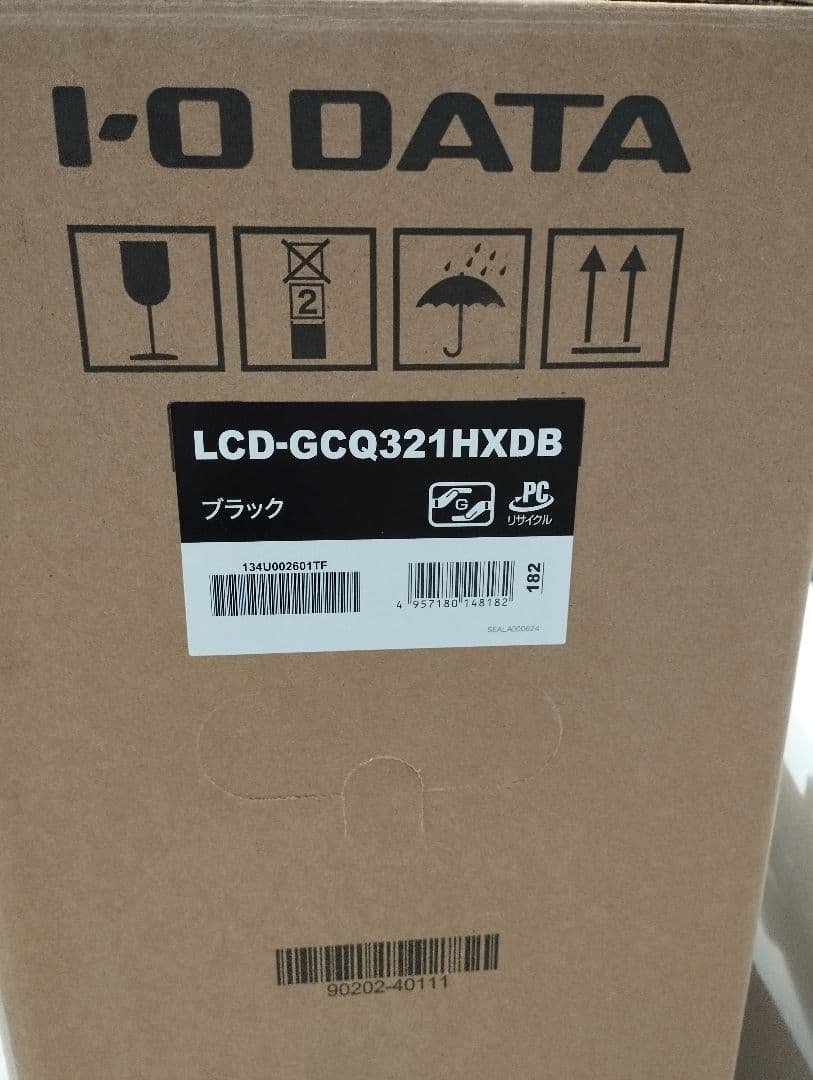 I-O DATA
2
LCD-GCQ321HXDB
ブラック
G
PC
リサイクル
134U002601TF
4 957180 148182
182
SEALA000624
90202-40111